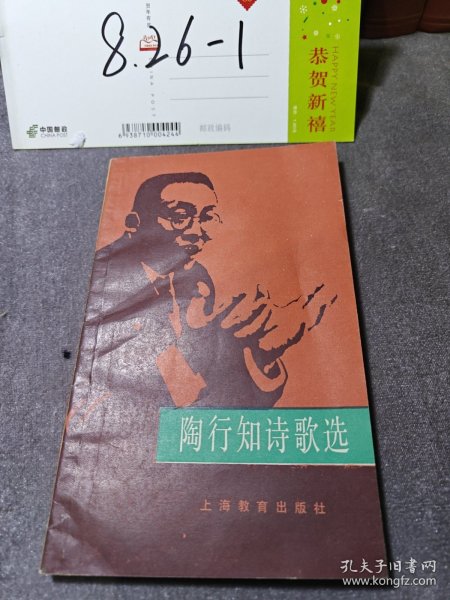 8.26-1
恭贺新禧
HAPPY NEW YEAR
中国邮政
CHINA POST
6938710004244
邮政编码
陶行知诗歌选
上海教育出版社
孔夫子旧书网
www.kongfz.com